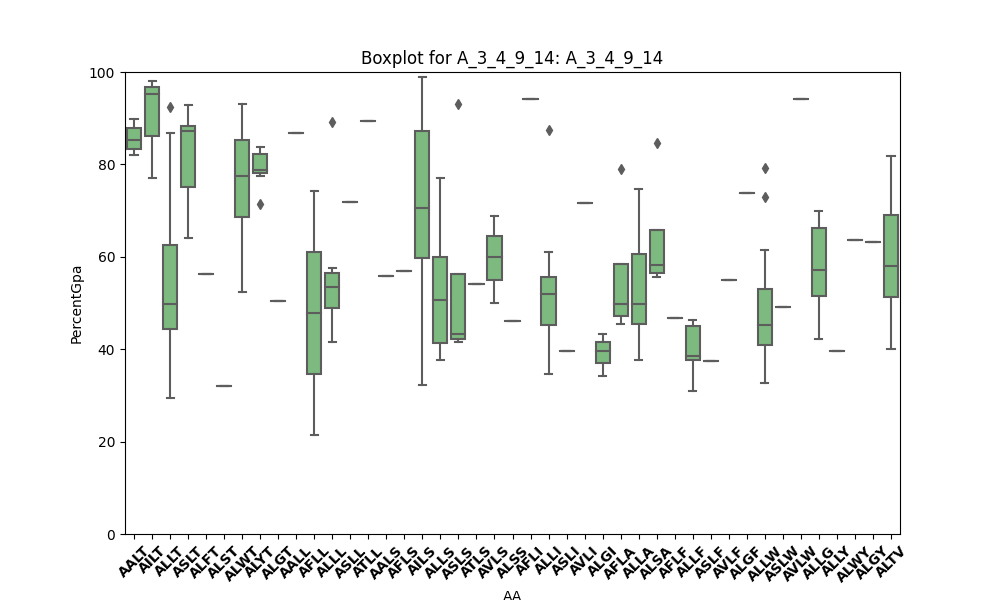 Boxplot for A_3_4_9_14: A_3_4_9_14
100
80
60
40
20
0
PercentGpa
AALT AILT ALLT ASLT ALFT ALST ALWT ALYT ALGT AALL AFLL ALLL ASLL ATLL AALS AFLS AILS ALLS ASLS ATLS AVLS ALSS AFLI ALLI ASLI AVLI ALGI AFLA ALLA ALSA AFLF ALLF ASLF AVLF ALGF ALLW ASLW AVLW ALLG ALLY ALWY ALGY ALTV
AA